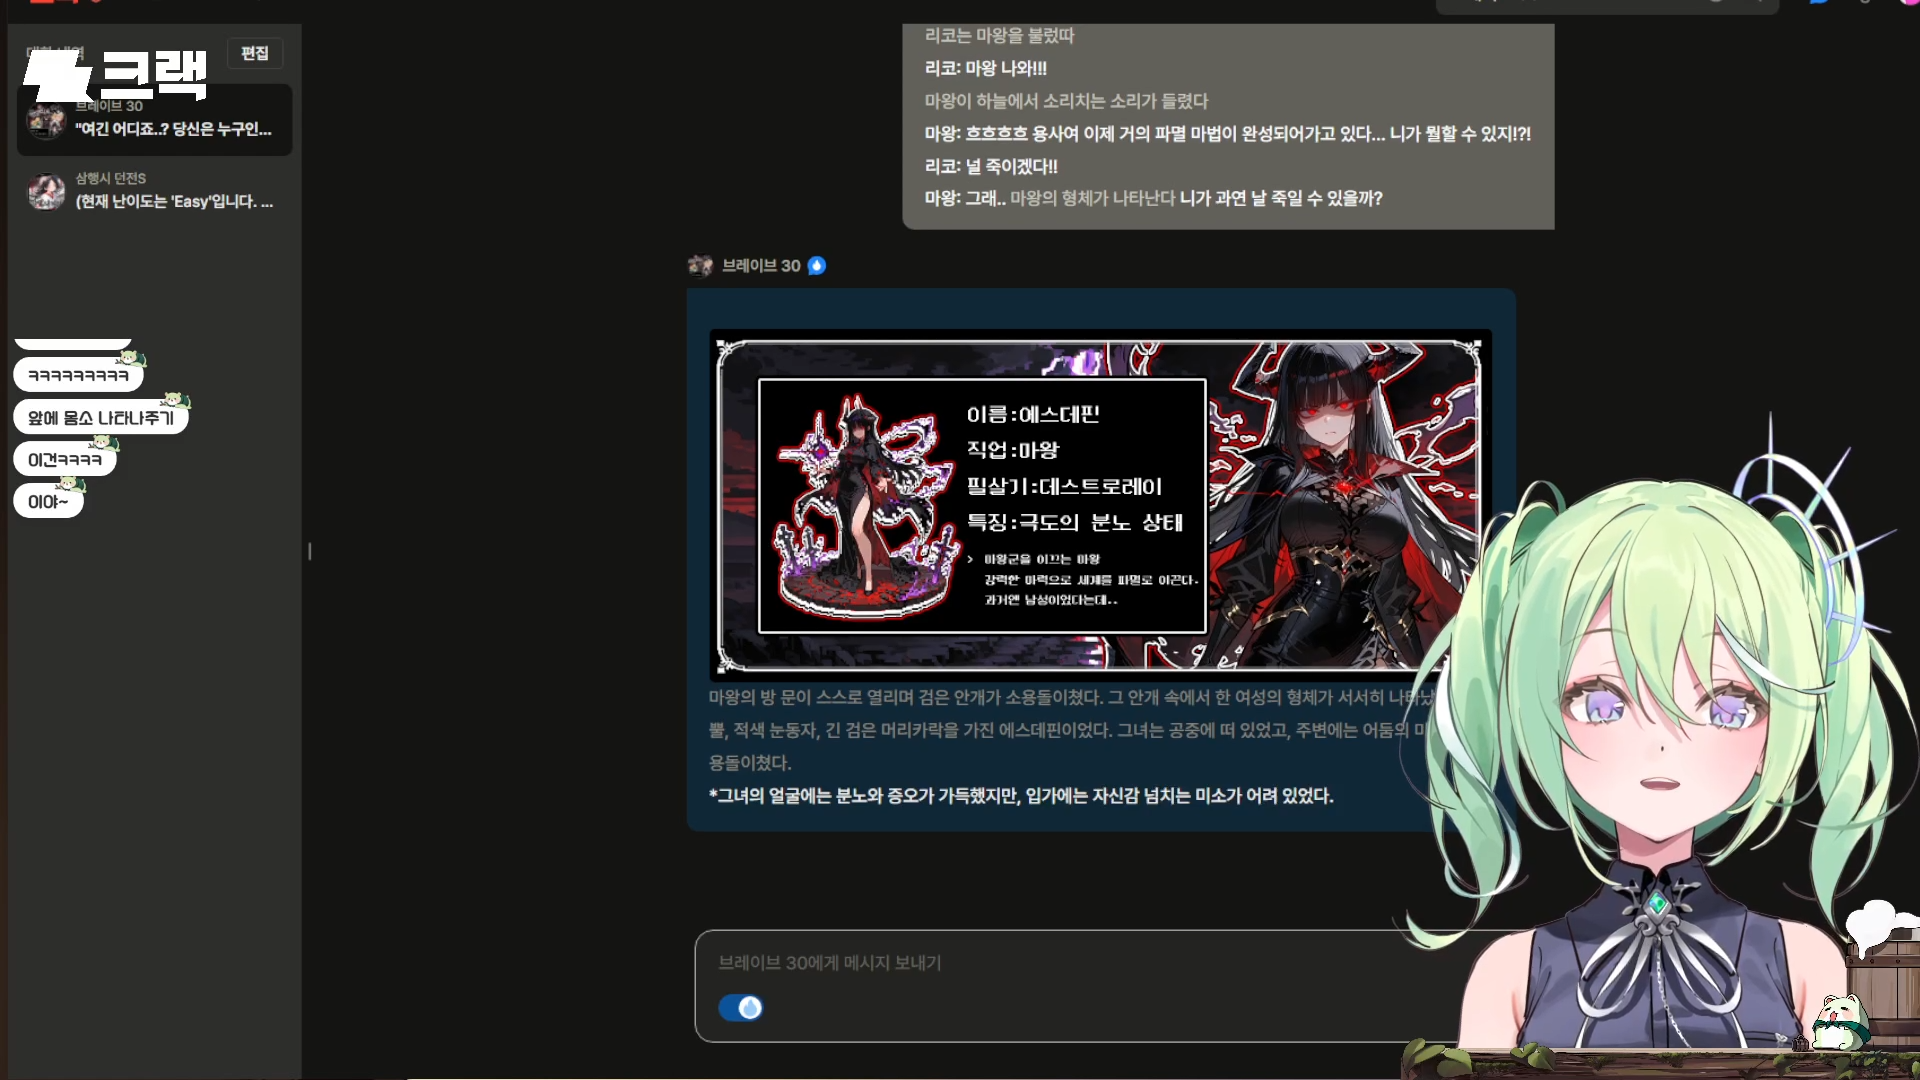 편집
크랙
브레이브 30
"여긴 어디죠..? 당신은 누구인...
삼행시 던전S
(현재 난이도는 'Easy'입니다. ...
ㅋㅋㅋㅋㅋㅋㅋㅋㅋ
앞에 몸소 나타나주기
이건ㅋㅋㅋㅋ
이야~
리코는 마왕을 불렀따
리코: 마왕 나와!!!
마왕이 하늘에서 소리치는 소리가 들렸다
마왕: 흐흐흐흐 용사여 이제 거의 파멸 마법이 완성되어가고 있다... 니가 뭘할 수 있지!?!
리코: 널 죽이겠다!!
마왕: 그래.. 마왕의 형체가 나타난다 니가 과연 날 죽일 수 있을까?
브레이브 30
이름:에스데핀
직업:마왕
필살기:데스트로레이
특징:극도의 분노 상태
> 마왕군을 이끄는 마왕
강력한 마력으로 세계를 파멸로 이끈다.
과거엔 남성이었다는데..
마왕의 방 문이 스스로 열리며 검은 안개가 소용돌이쳤다. 그 안개 속에서 한 여성의 형체가 서서히
뿔, 적색 눈동자, 긴 검은 머리카락을 가진 에스데핀이었다. 그녀는 공중에 떠 있었고, 주변에는 어둠의
용돌이쳤다.
*그녀의 얼굴에는 분노와 증오가 가득했지만, 입가에는 자신감 넘치는 미소가 어려 있었다.
브레이브 30에게 메시지 보내기